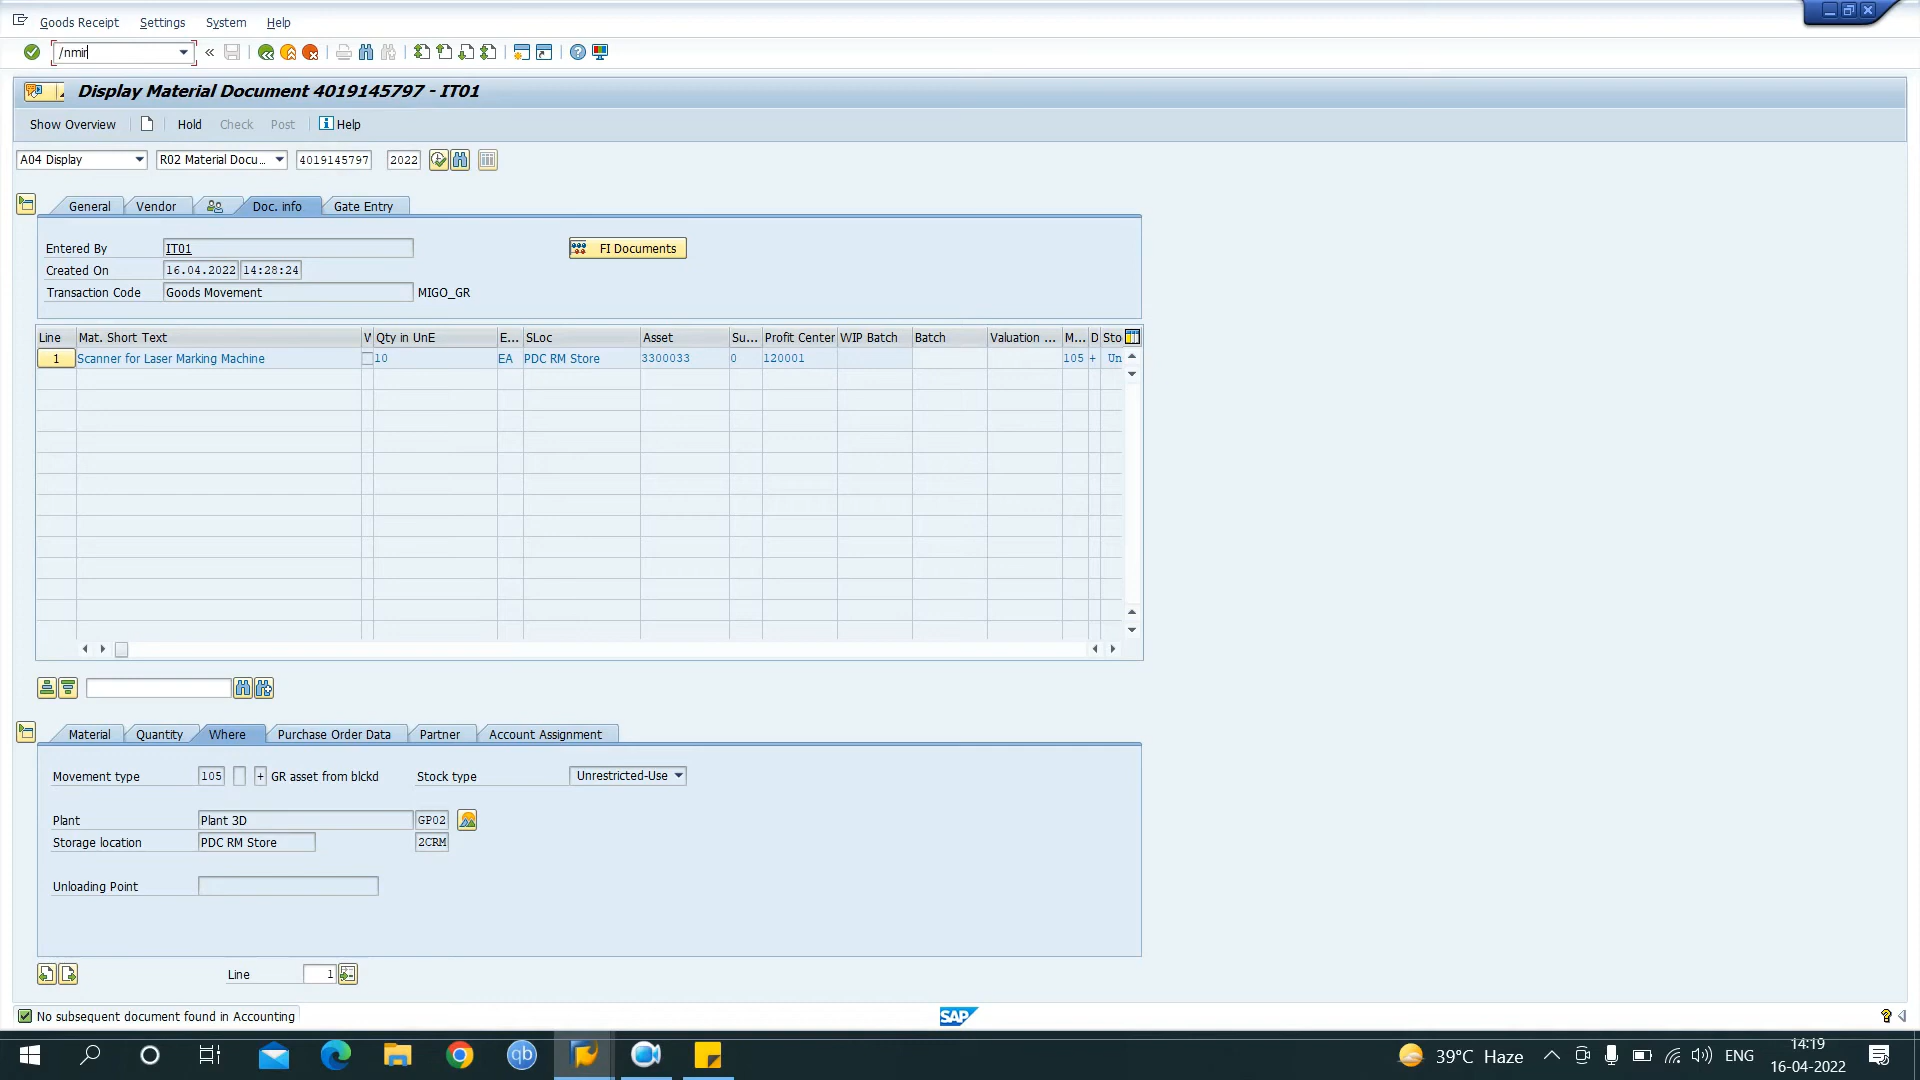 Goods Receipt Settings System Help
/nmir
Display Material Document 4019145797 - IT01
Show Overview Hold Check Post Help
A04 Display R02 Material Docu... 4019145797 2022
General Vendor Doc. info Gate Entry
Entered By IT01 FI Documents
Created On 16.04.2022 14:28:24
Transaction Code Goods Movement MIGO_GR
Line Mat. Short Text V Qty in UnE E... SLoc Asset Su... Profit Center WIP Batch Batch Valuation ... M... D Sto
1 Scanner for Laser Marking Machine 10 EA PDC RM Store 3300033 0 120001 105 + Un
Material Quantity Where Purchase Order Data Partner Account Assignment
Movement type 105 + GR asset from blckd Stock type Unrestricted-Use
Plant Plant 3D GP02
Storage location PDC RM Store 2CRM
Unloading Point
Line 1
No subsequent document found in Accounting SAP
qb 39°C Haze ENG 14:19
16-04-2022